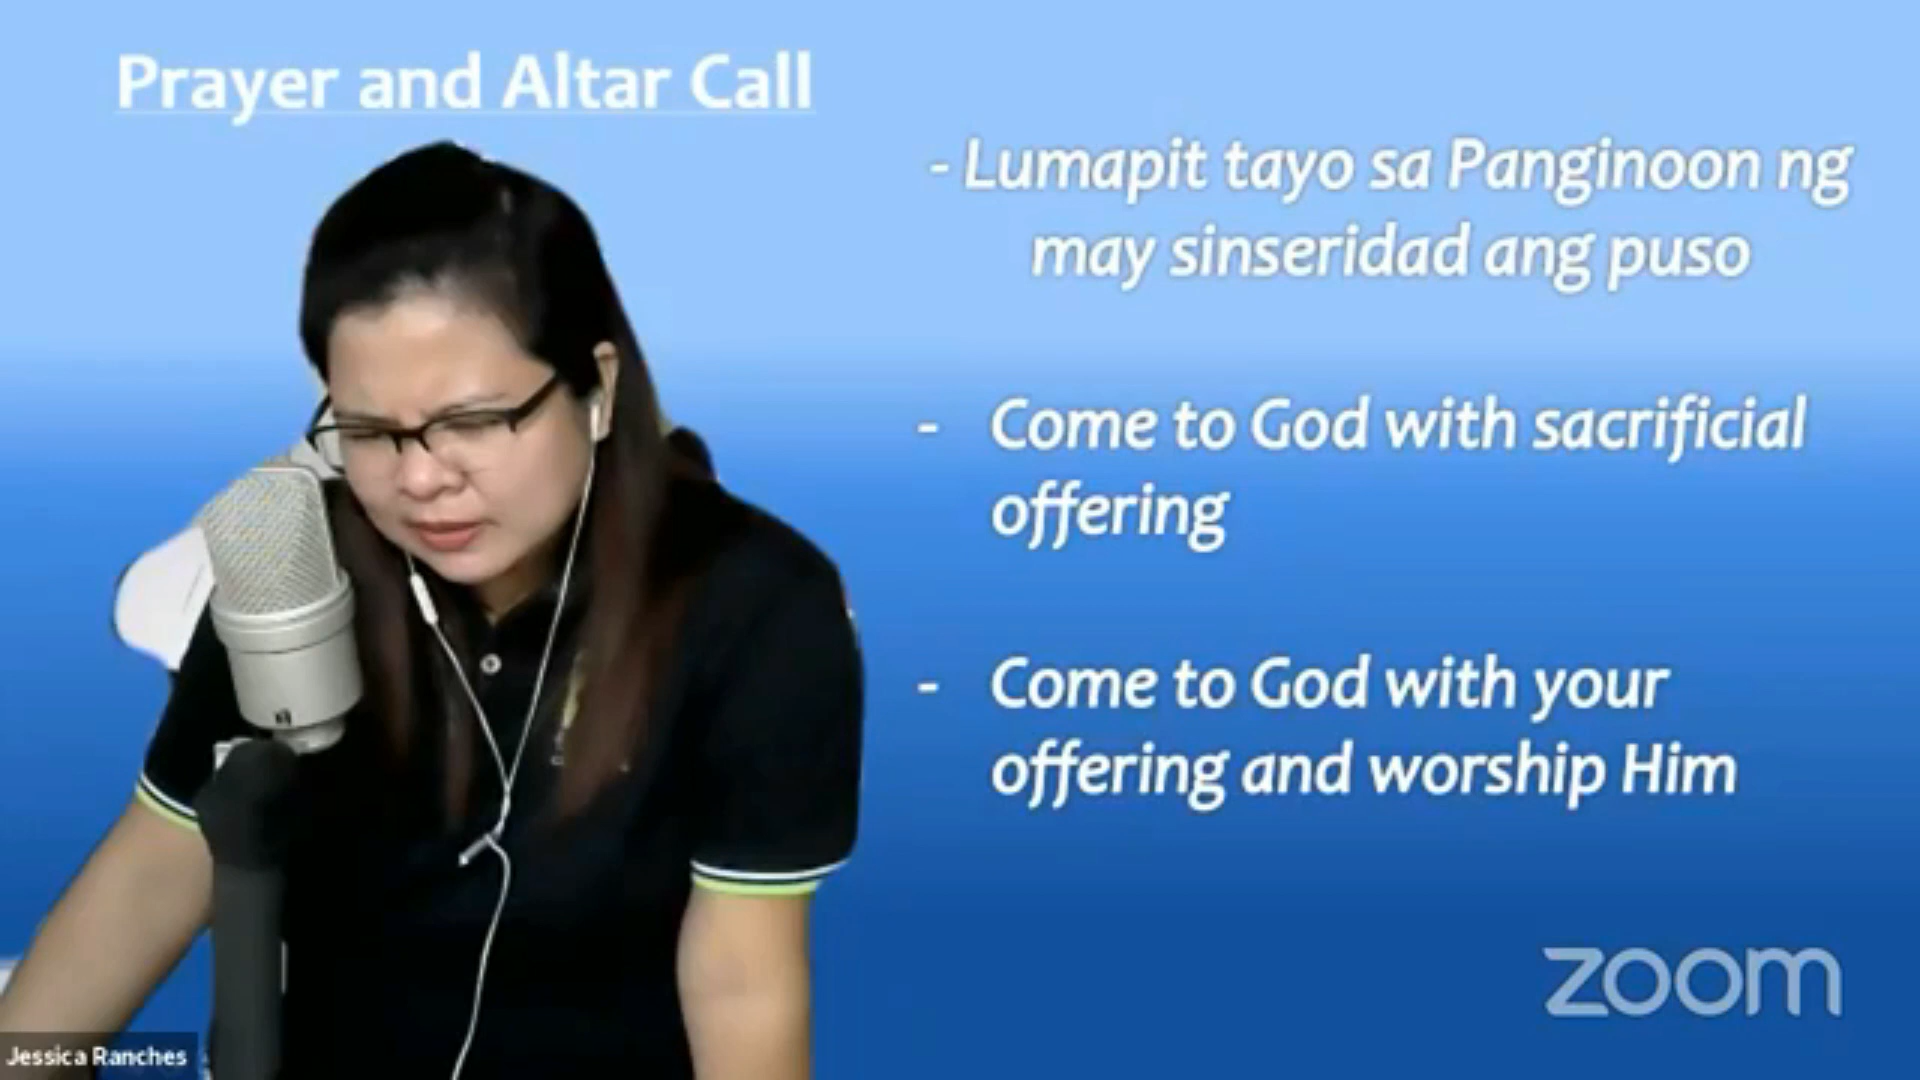 Prayer and Altar Call
- Lumapit tayo sa Panginoon ng
may sinseridad ang puso
- Come to God with sacrificial
offering
- Come to God with your
offering and worship Him
zoom
Jessica Ranches